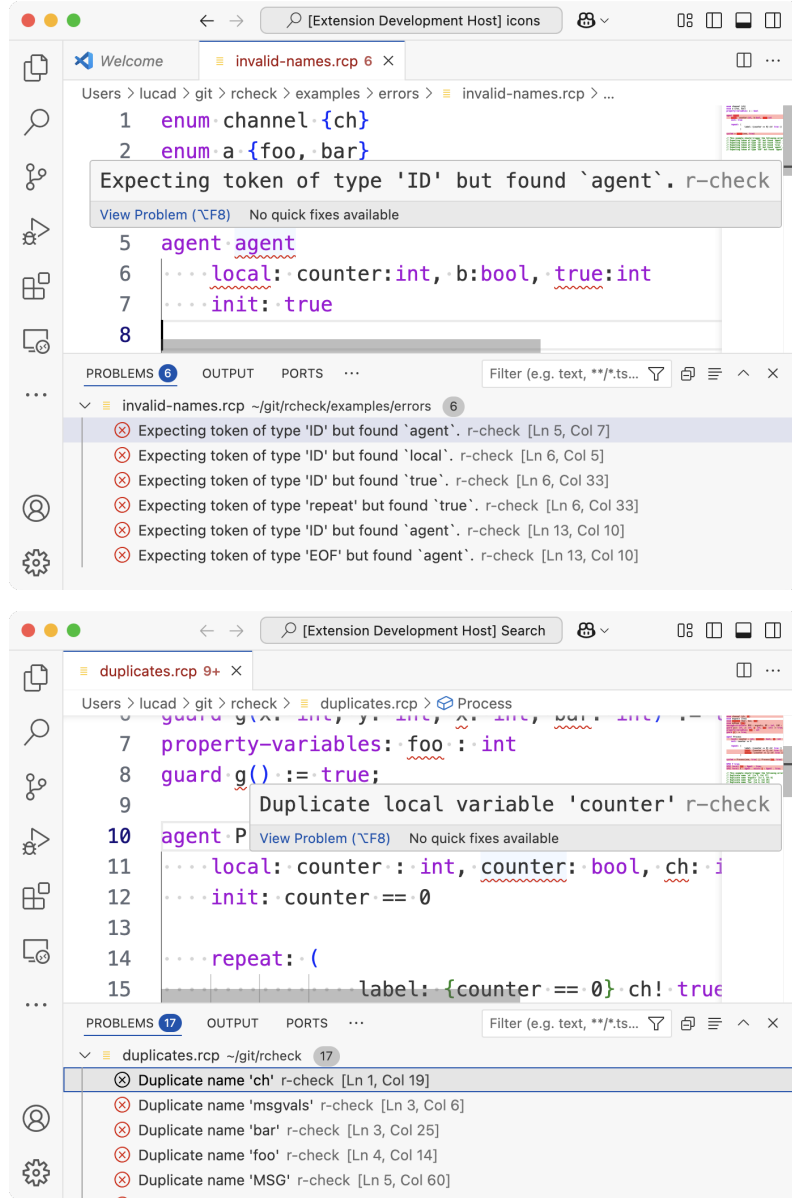 [Extension Development Host] icons
Welcome
invalid-names.rcp 6
Users > lucad > git > rcheck > examples > errors > invalid-names.rcp > ...
1 enum channel {ch}
2 enum a {foo, bar}
Expecting token of type 'ID' but found `agent`. r-check
View Problem (⌥F8) No quick fixes available
5 agent·agent
6 ····local:·counter:int,·b:bool,·true:int
7 ····init:·true
8
PROBLEMS 6 OUTPUT PORTS ··· Filter (e.g. text, **/*.ts...
invalid-names.rcp ~/git/rcheck/examples/errors 6
Expecting token of type 'ID' but found `agent`. r-check [Ln 5, Col 7]
Expecting token of type 'ID' but found `local`. r-check [Ln 6, Col 5]
Expecting token of type 'ID' but found `true`. r-check [Ln 6, Col 33]
Expecting token of type 'repeat' but found `true`. r-check [Ln 6, Col 33]
Expecting token of type 'ID' but found `agent`. r-check [Ln 13, Col 10]
Expecting token of type 'EOF' but found `agent`. r-check [Ln 13, Col 10]
[Extension Development Host] Search
duplicates.rcp 9+
Users > lucad > git > rcheck > duplicates.rcp > Process
guard g(x: int, y: int, x: int, bar: int) :=
7 property-variables: foo : int
8 guard g() := true;
9
Duplicate local variable 'counter' r-check
View Problem (⌥F8) No quick fixes available
10 agent·P
11 ····local:·counter·:·int,·counter:·bool,·ch:·i
12 ····init:·counter·==·0
13
14 ····repeat:·(
15 ················label:·{counter·==·0}·ch!·true
PROBLEMS 17 OUTPUT PORTS ··· Filter (e.g. text, **/*.ts...
duplicates.rcp ~/git/rcheck 17
Duplicate name 'ch' r-check [Ln 1, Col 19]
Duplicate name 'msgvals' r-check [Ln 3, Col 6]
Duplicate name 'bar' r-check [Ln 3, Col 25]
Duplicate name 'foo' r-check [Ln 4, Col 14]
Duplicate name 'MSG' r-check [Ln 5, Col 60]